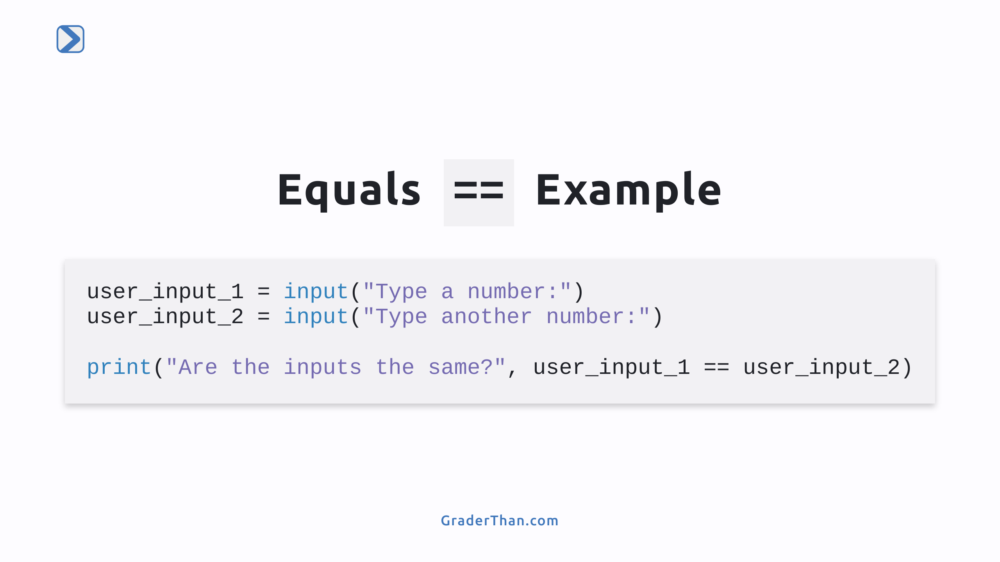 Equals == Example
user_input_1 = input("Type a number:")
user_input_2 = input("Type another number:")
print("Are the inputs the same?", user_input_1 == user_input_2)
GraderThan.com